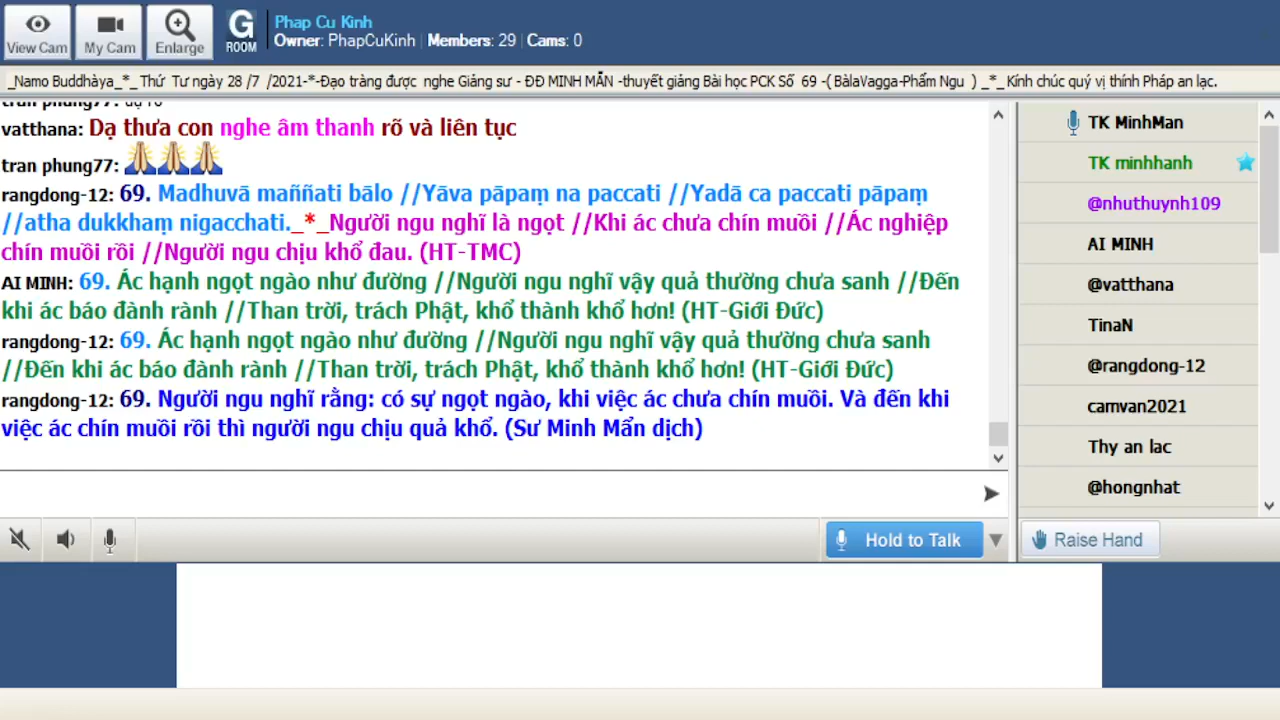 View Cam
My Cam
Enlarge
G
ROOM
Phap Cu Kinh
Owner: PhapCuKinh | Members: 29 | Cams: 0
_Namo Buddhàya_*_ Thứ Tư ngày 28 /7 /2021-*-Đạo tràng được nghe Giảng sư - ĐĐ MINH MẪN -thuyết giảng Bài học PCK Số 69 -( BàlaVagga-Phẩm Ngu ) _*_ Kính chúc quý vị thính Pháp an lạc.
vatthana: Dạ thưa con nghe âm thanh rõ và liên tục
tran phung77:
rangdong-12: 69. Madhuvā maññati bālo //Yāva pāpaṃ na paccati //Yadā ca paccati pāpaṃ
//atha dukkhaṃ nigacchati._*_Người ngu nghĩ là ngọt //Khi ác chưa chín muồi //Ác nghiệp
chín muồi rồi //Người ngu chịu khổ đau. (HT-TMC)
AI MINH: 69. Ác hạnh ngọt ngào như đường //Người ngu nghĩ vậy quả thường chưa sanh //Đến
khi ác báo đành rành //Than trời, trách Phật, khổ thành khổ hơn! (HT-Giới Đức)
rangdong-12: 69. Ác hạnh ngọt ngào như đường //Người ngu nghĩ vậy quả thường chưa sanh
//Đến khi ác báo đành rành //Than trời, trách Phật, khổ thành khổ hơn! (HT-Giới Đức)
rangdong-12: 69. Người ngu nghĩ rằng: có sự ngọt ngào, khi việc ác chưa chín muồi. Và đến khi
việc ác chín muồi rồi thì người ngu chịu quả khổ. (Sư Minh Mẩn dịch)
TK MinhMan
TK minhhanh
@nhuthuynh109
AI MINH
@vatthana
TinaN
@rangdong-12
camvan2021
Thy an lac
@hongnhat
Hold to Talk
Raise Hand